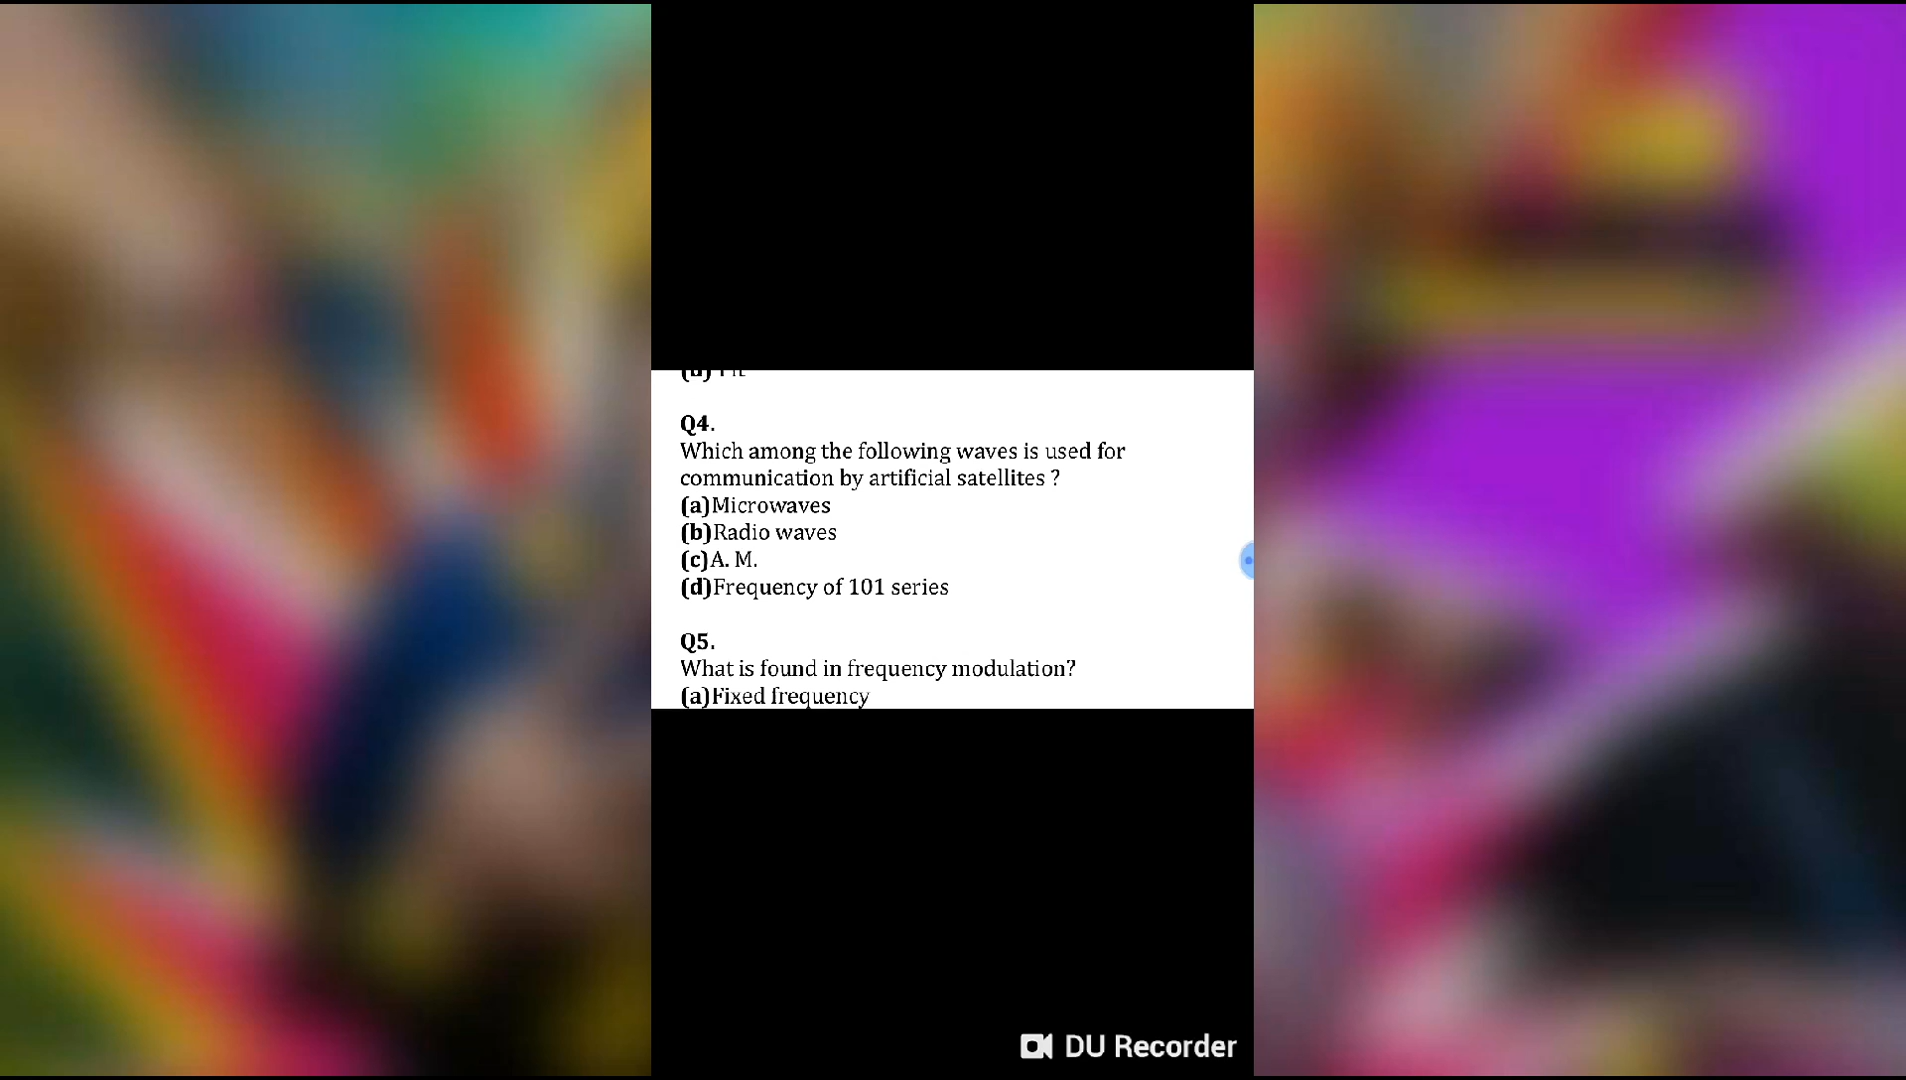 Q4.
Which among the following waves is used for
communication by artificial satellites ?
(a)Microwaves
(b)Radio waves
(c)A. M.
(d)Frequency of 101 series
Q5.
What is found in frequency modulation?
(a)Fixed frequency
DU Recorder